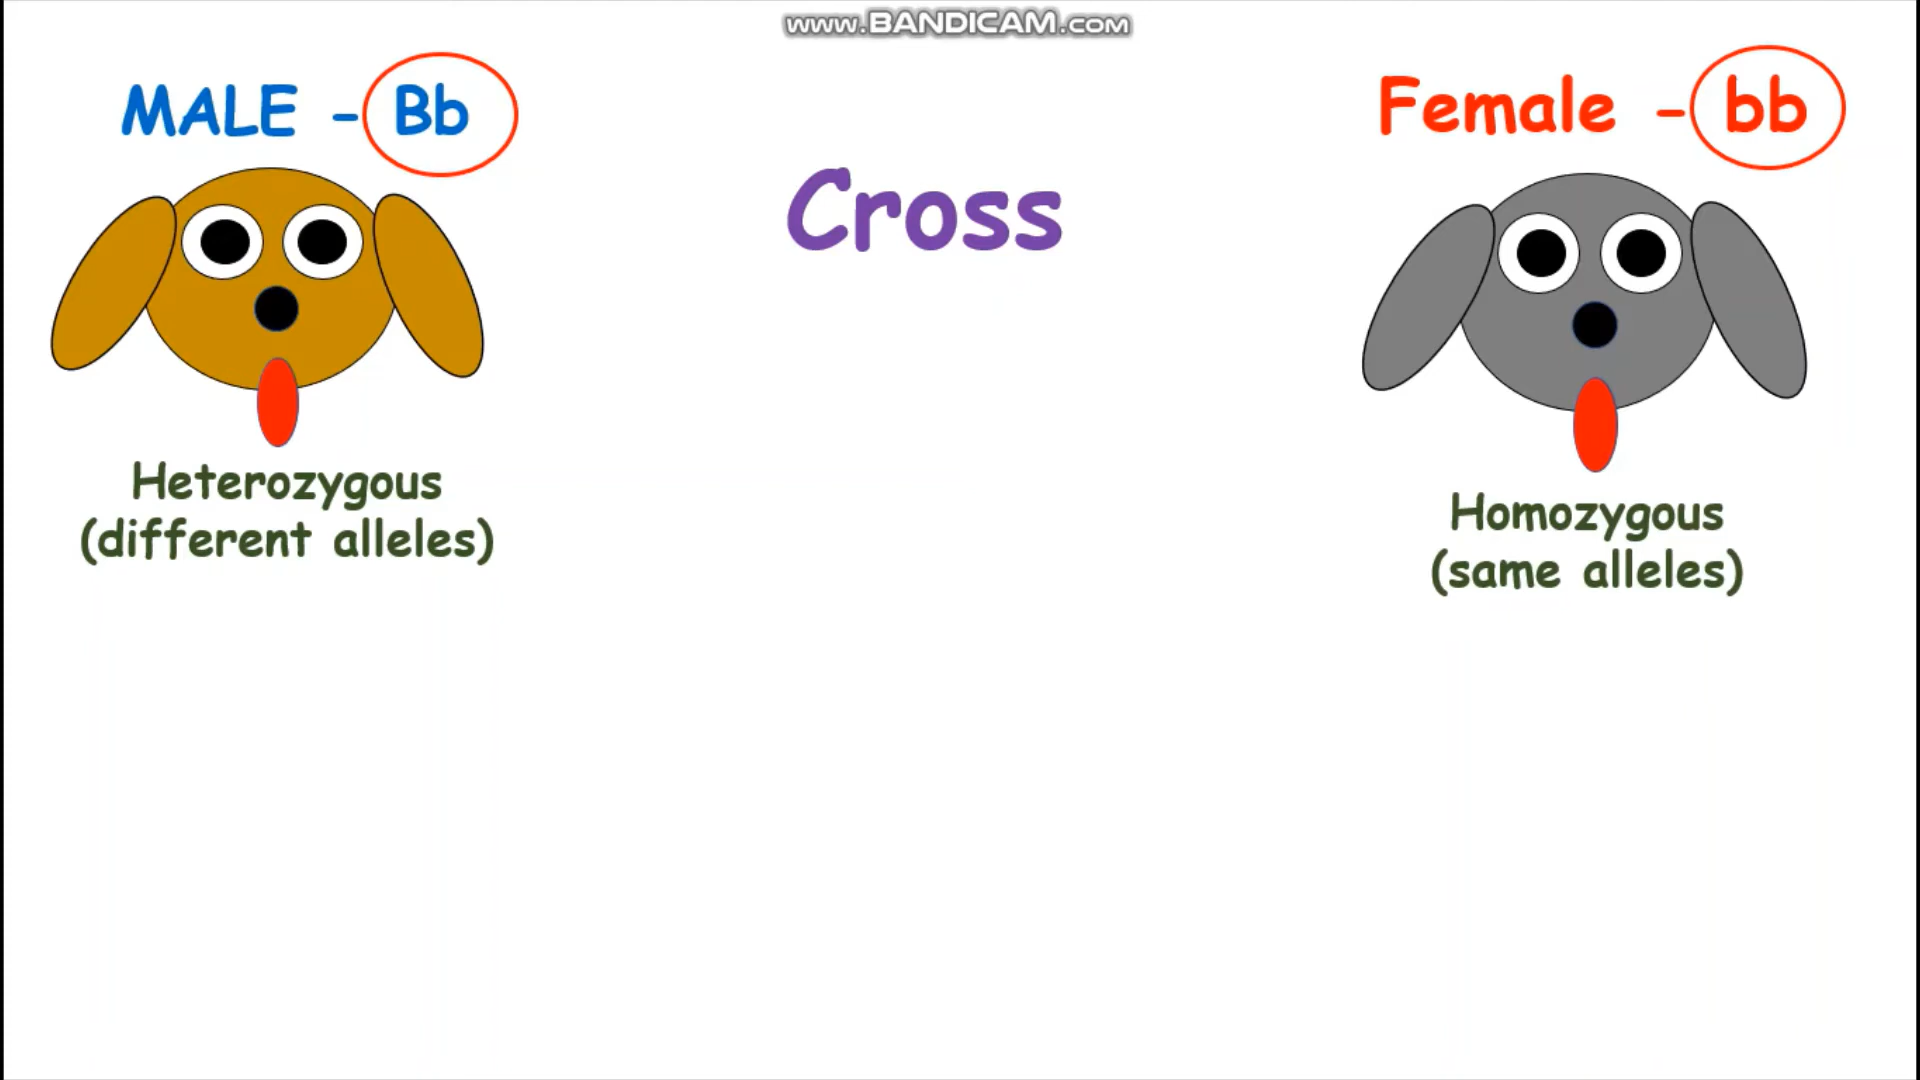 www.BANDICAM.com
MALE - Bb
Female - bb
Cross
Heterozygous
(different alleles)
Homozygous
(same alleles)